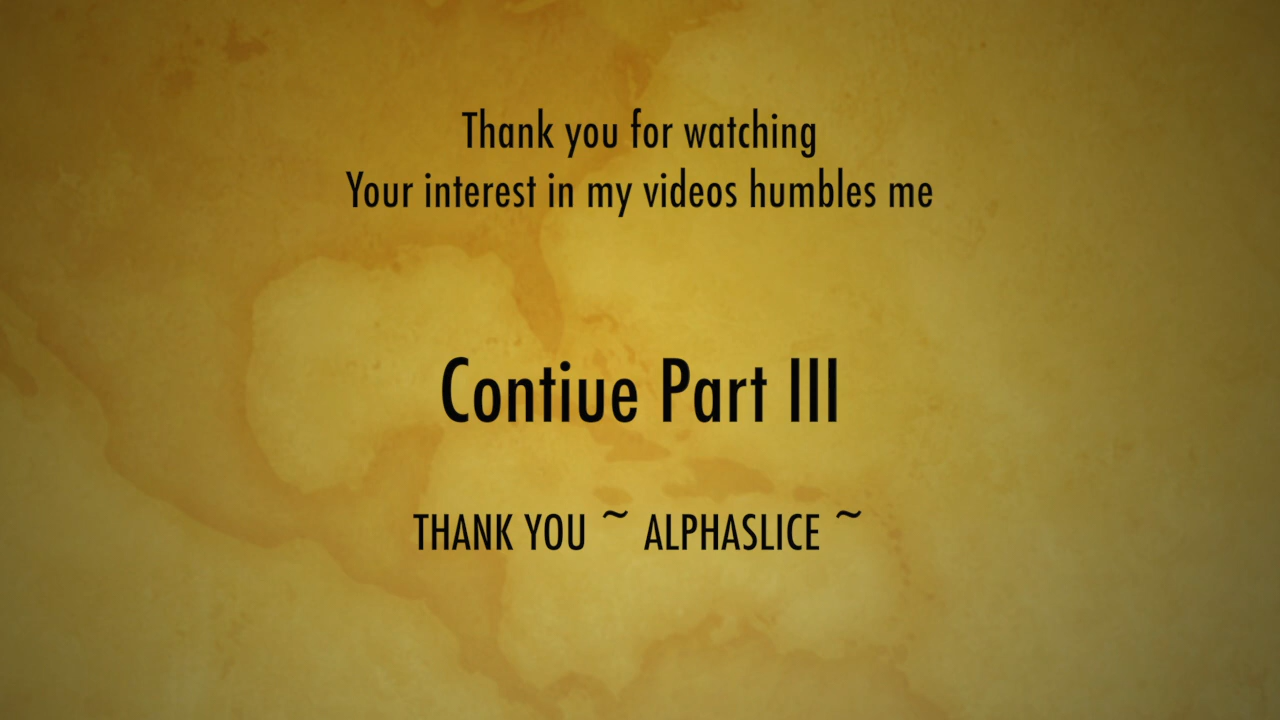 Thank you for watching
Your interest in my videos humbles me
Contiue Part III
THANK YOU ~ ALPHASLICE ~